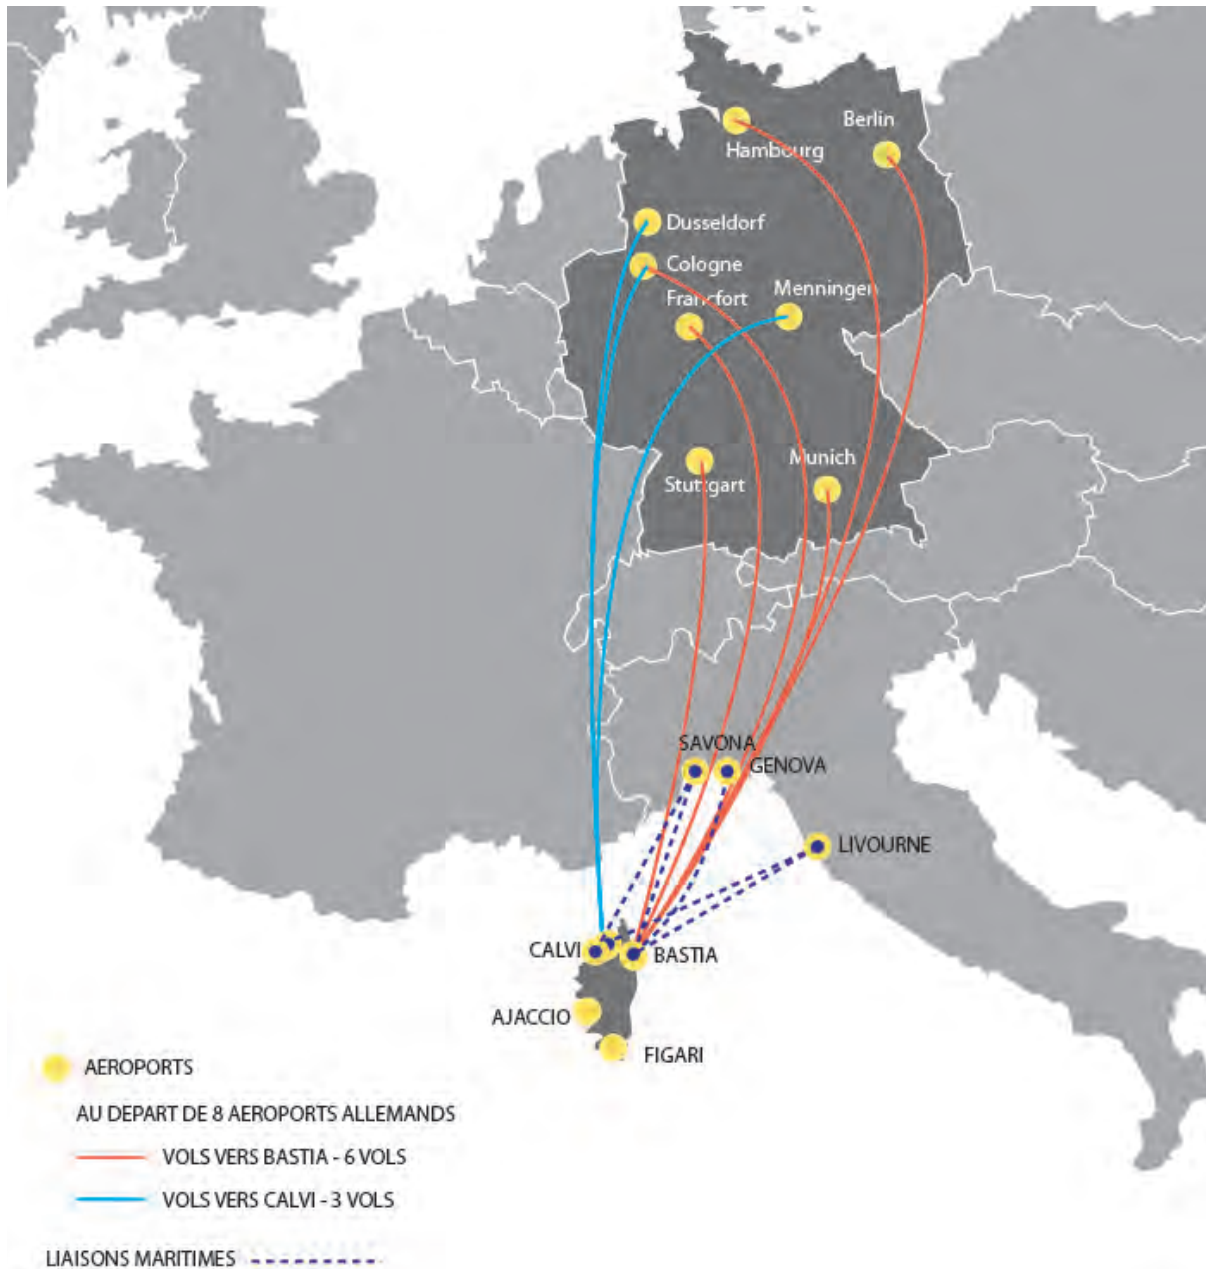 Berlin
Hambourg
Dusseldorf
Cologne
Menningen
Francfort
Munich
Stuttgart
SAVONA
GENOVA
LIVOURNE
CALVI
BASTIA
AJACCIO
FIGARI
AEROPORTS
AU DEPART DE 8 AEROPORTS ALLEMANDS
VOLS VERS BASTIA - 6 VOLS
VOLS VERS CALVI - 3 VOLS
LIAISONS MARITIMES